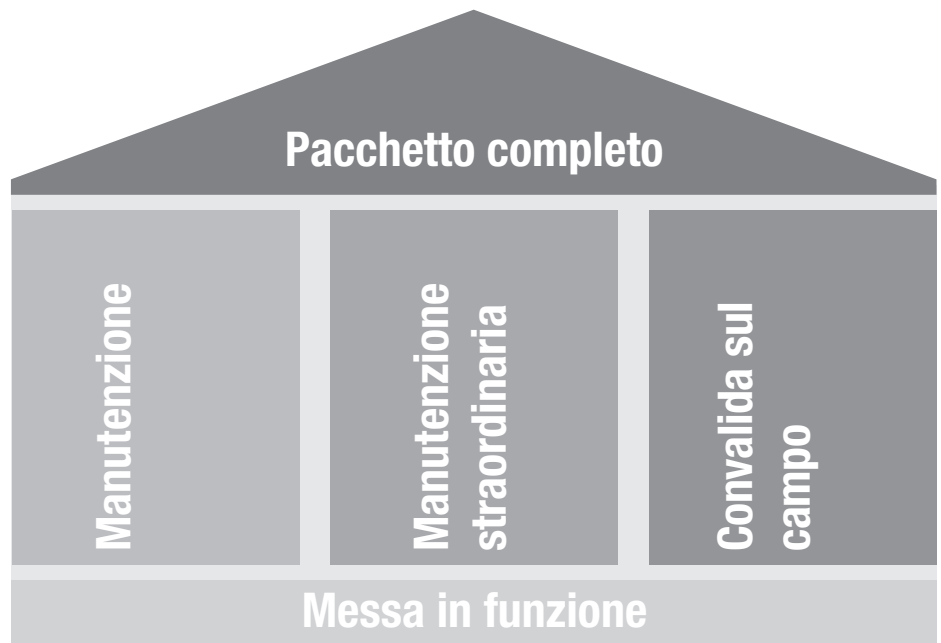 Pacchetto completo
Manutenzione
Manutenzione
straordinaria
Convalida sul
campo
Messa in funzione